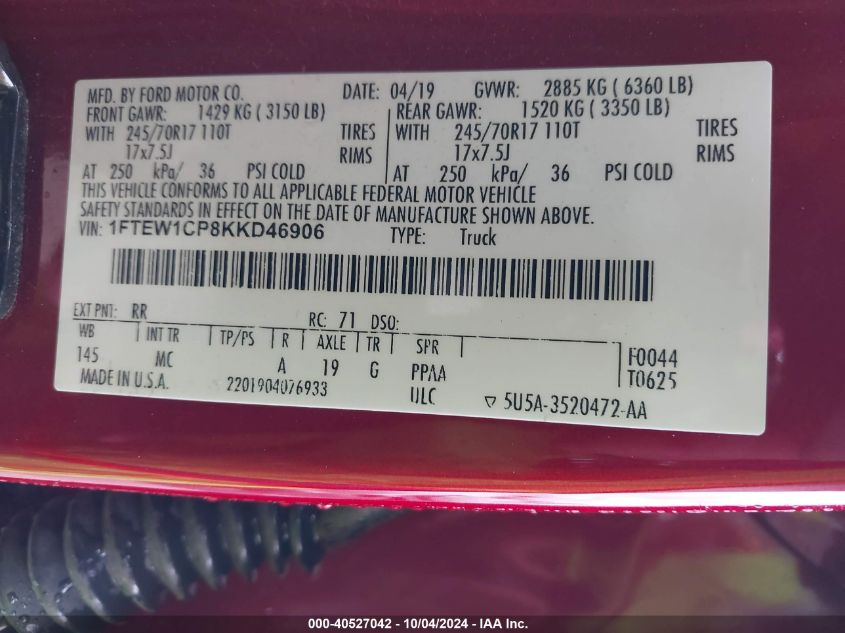 MFD. BY FORD MOTOR CO. DATE: 04/19 GVWR: 2885 KG ( 6360 LB)
FRONT GAWR: 1429 KG ( 3150 LB) REAR GAWR: 1520 KG ( 3350 LB)
WITH 245/70R17 110T TIRES WITH 245/70R17 110T TIRES
17x7.5J RIMS 17x7.5J RIMS
AT 250 kPa/ 36 PSI COLD AT 250 kPa/ 36 PSI COLD
THIS VEHICLE CONFORMS TO ALL APPLICABLE FEDERAL MOTOR VEHICLE
SAFETY STANDARDS IN EFFECT ON THE DATE OF MANUFACTURE SHOWN ABOVE.
VIN: 1FTEW1CP8KKD46906 TYPE: Truck
EXT PNT: RR RC: 71 DSO:
WB INT TR TP/PS R AXLE TR SPR F0044
145 MC A 19 G PPAA T0625
MADE IN U.S.A. 2201904076933 ULC 5U5A-3520472-AA
000-40527042 - 10/04/2024 - IAA Inc.